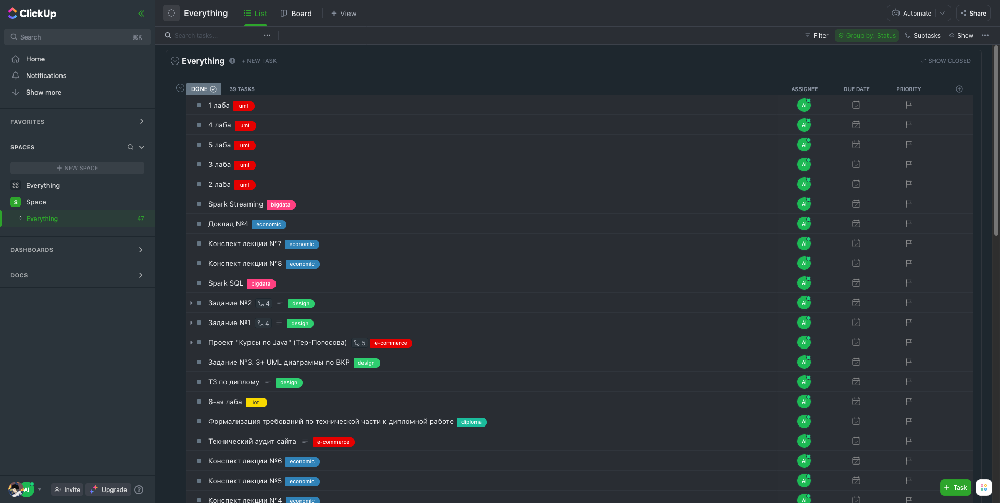 ClickUp
Search ⌘K
Home
Notifications
Show more
FAVORITES
SPACES
+ NEW SPACE
Everything
S Space
Everything 47
DASHBOARDS
DOCS
AI
Invite
Upgrade
?
Everything
List
Board
+ View
Automate
Share
Search tasks...
Filter
Group by: Status
Subtasks
Show
Everything
+ NEW TASK
SHOW CLOSED
DONE 39 TASKS ASSIGNEE DUE DATE PRIORITY
1 лаба uml AI
4 лаба uml AI
5 лаба uml AI
3 лаба uml AI
2 лаба uml AI
Spark Streaming bigdata AI
Доклад №4 economic AI
Конспект лекции №7 economic AI
Конспект лекции №8 economic AI
Spark SQL bigdata AI
Задание №2 4 design AI
Задание №1 4 design AI
Проект "Курсы по Java" (Тер-Погосова) 5 e-commerce AI
Задание №3. 3+ UML диаграммы по ВКР design AI
ТЗ по диплому design AI
6-ая лаба iot AI
Формализация требований по технической части к дипломной работе diploma AI
Технический аудит сайта e-commerce AI
Конспект лекции №6 economic AI
Конспект лекции №5 economic AI
Конспект лекции №4 economic AI
+ Task